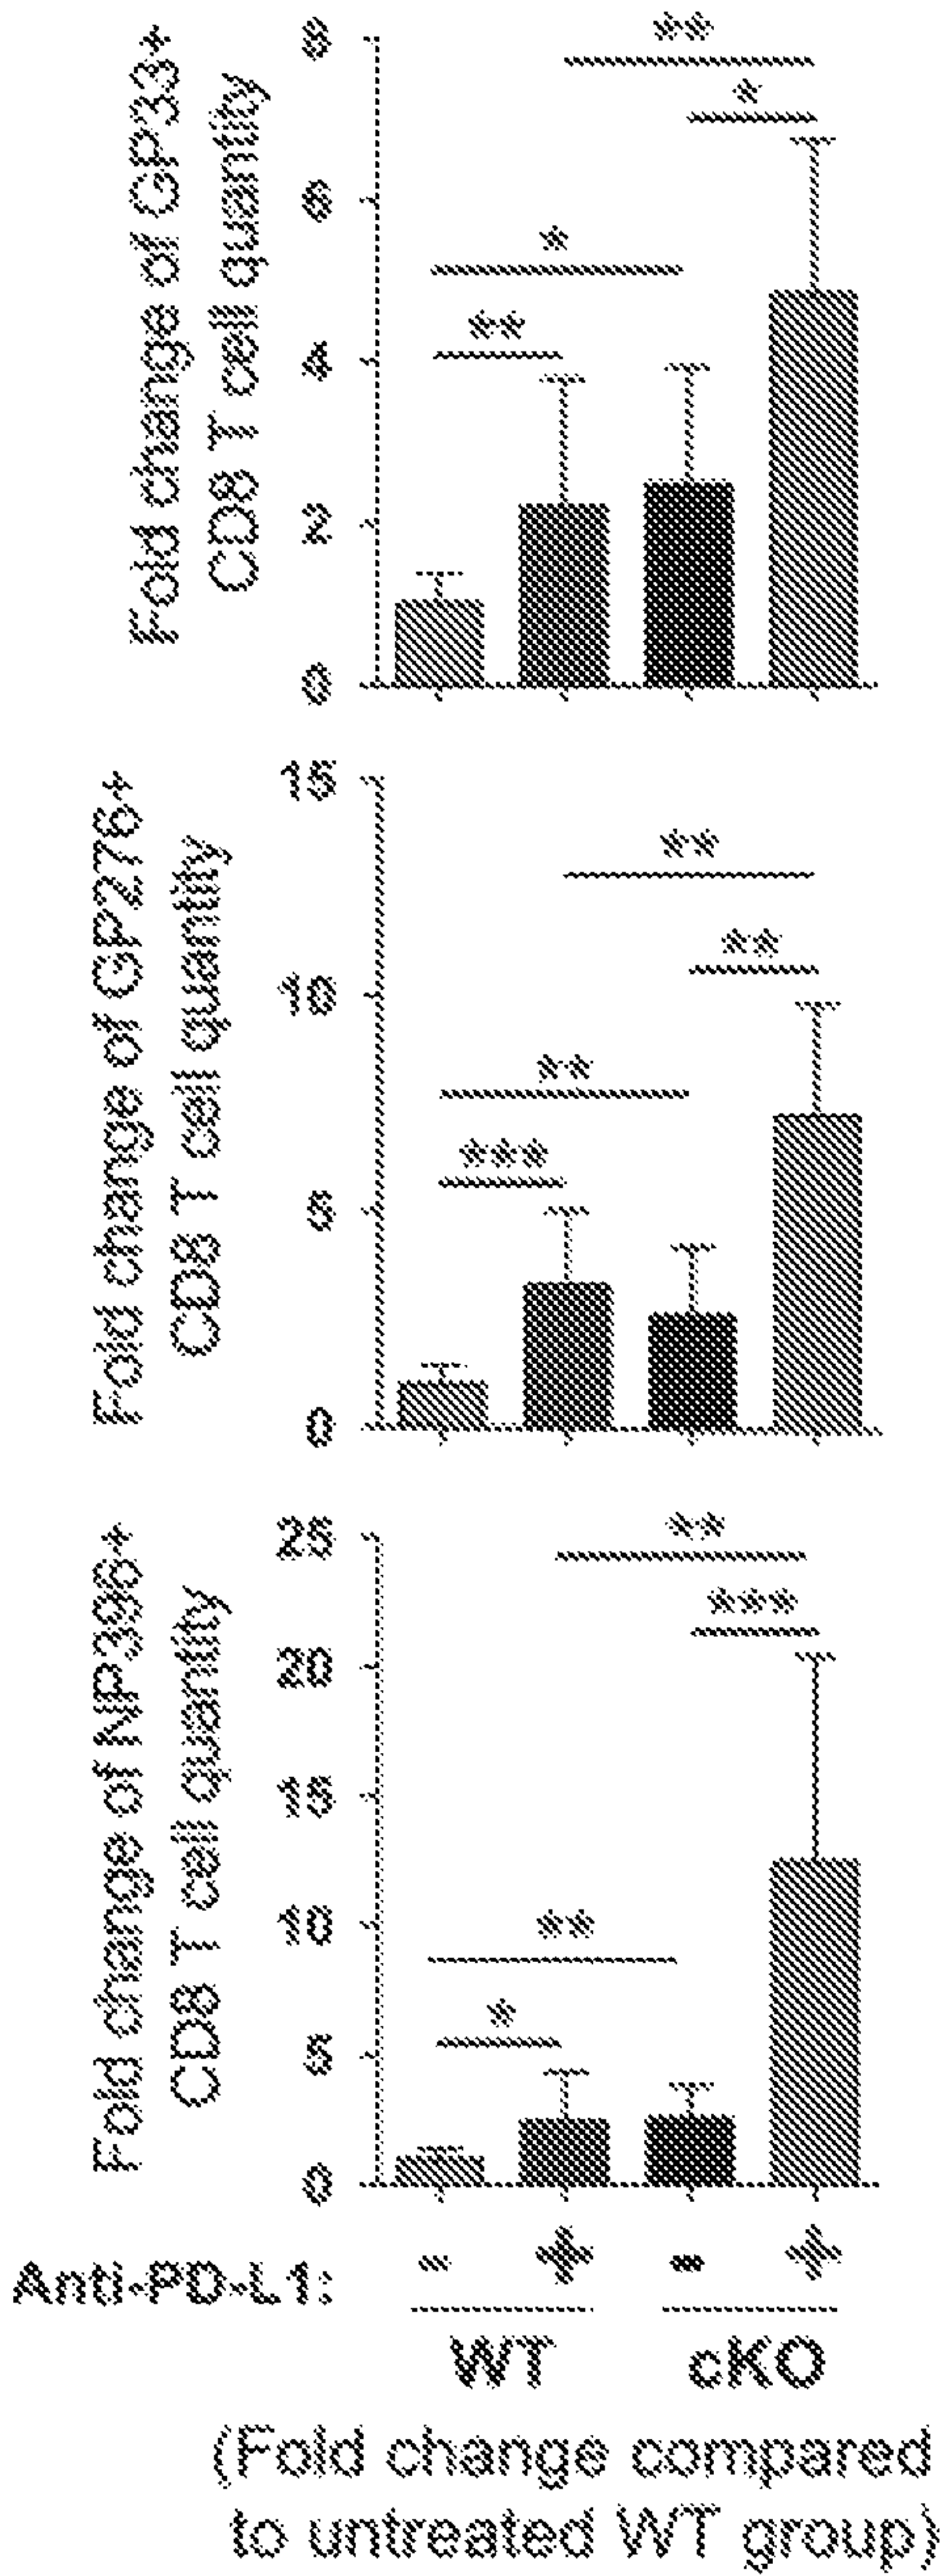 Fold change of GP33+
CD8 T cell quantity
8
6
4
2
0
**
*
*
**
Fold change of GP276+
CD8 T cell quantity
15
10
5
0
**
**
**
***
Fold change of NP396+
CD8 T cell quantity
25
20
15
10
5
0
**
***
**
*
Anti-PD-L1: - + - +
WT cKO
(Fold change compared
to untreated WT group)